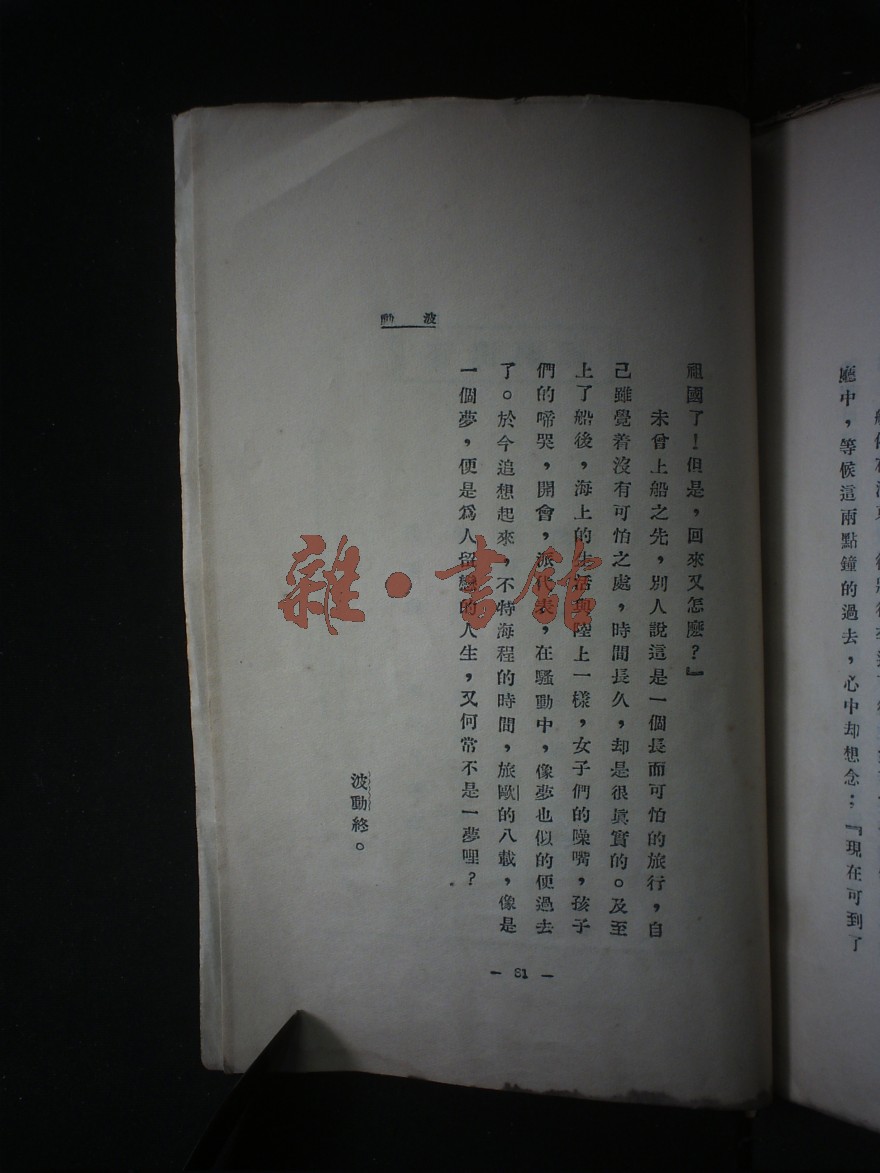 廳中，等候這兩點鐘的過去，心中却想念：『現在可到了
祖國了！但是，回來又怎麼？』
未曾上船之先，別人說這是一個長而可怕的旅行，自
己雖覺着沒有可怕之處，時間長久，却是很眞實的。及至
上了船後，海上的生活與陸上一樣，女子們的噪嘴，孩子
們的啼哭，開會，派代表，在騷動中，像夢也似的便過去
了。於今追想起來，不特海程的時間，旅歐的八載，像是
一個夢，便是爲人留戀的人生，又何常不是一夢哩？
波動
波動終。
— 81 —
雜·書館